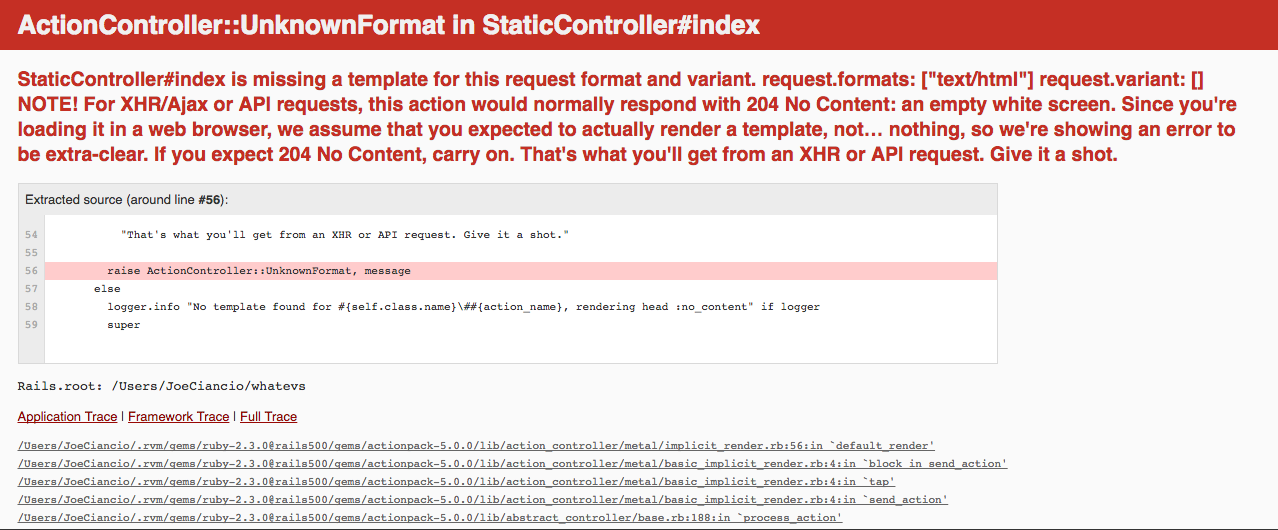 ActionController::UnknownFormat in StaticController#index
StaticController#index is missing a template for this request format and variant. request.formats: ["text/html"] request.variant: []
NOTE! For XHR/Ajax or API requests, this action would normally respond with 204 No Content: an empty white screen. Since you're
loading it in a web browser, we assume that you expected to actually render a template, not... nothing, so we're showing an error to
be extra-clear. If you expect 204 No Content, carry on. That's what you'll get from an XHR or API request. Give it a shot.
Extracted source (around line #56):
54 "That's what you'll get from an XHR or API request. Give it a shot."
55
56 raise ActionController::UnknownFormat, message
57 else
58 logger.info "No template found for #{self.class.name}\##{action_name}, rendering head :no_content" if logger
59 super
Rails.root: /Users/JoeCiancio/whatevs
Application Trace | Framework Trace | Full Trace
/Users/JoeCiancio/.rvm/gems/ruby-2.3.0@rails500/gems/actionpack-5.0.0/lib/action_controller/metal/implicit_render.rb:56:in `default_render'
/Users/JoeCiancio/.rvm/gems/ruby-2.3.0@rails500/gems/actionpack-5.0.0/lib/action_controller/metal/basic_implicit_render.rb:4:in `block in send_action'
/Users/JoeCiancio/.rvm/gems/ruby-2.3.0@rails500/gems/actionpack-5.0.0/lib/action_controller/metal/basic_implicit_render.rb:4:in `tap'
/Users/JoeCiancio/.rvm/gems/ruby-2.3.0@rails500/gems/actionpack-5.0.0/lib/action_controller/metal/basic_implicit_render.rb:4:in `send_action'
/Users/JoeCiancio/.rvm/gems/ruby-2.3.0@rails500/gems/actionpack-5.0.0/lib/abstract_controller/base.rb:188:in `process_action'